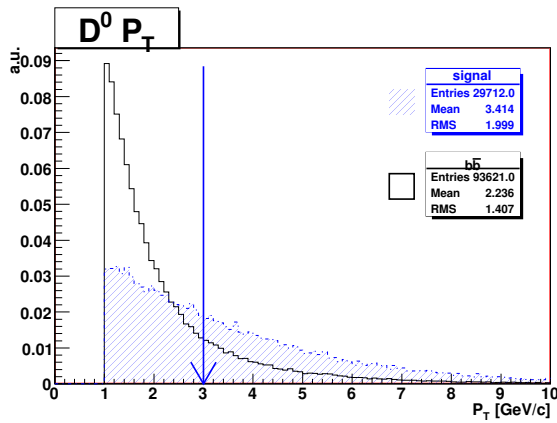 D⁰ P_T
a.u.
0.09
0.08
0.07
0.06
0.05
0.04
0.03
0.02
0.01
0
signal
Entries 29712.0
Mean 3.414
RMS 1.999
bb̅
Entries 93621.0
Mean 2.236
RMS 1.407
0 1 2 3 4 5 6 7 8 9 10
P_T [GeV/c]